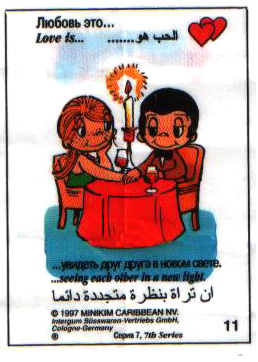 Любовь это...
Love is... الحب هو.......
...увидеть друг друга в новом свете.
...seeing each other in a new light.
ان تراة بنظرة متجددة دائما
© 1997 MINIKIM CARIBBEAN NV.
Intergum Süsswaren-Vertriebs GmbH,
Cologne-Germany
® Серия 7, 7th Series 11